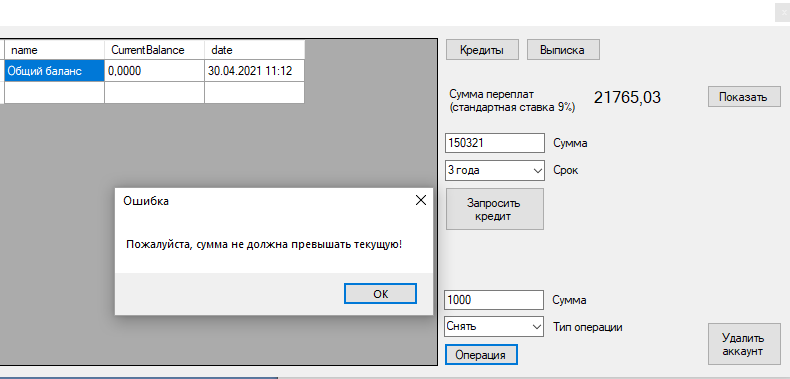 name CurrentBalance date
Общий баланс 0,0000 30.04.2021 11:12
Кредиты Выписка
Сумма переплат
(стандартная ставка 9%)
21765,03
Показать
150321 Сумма
3 года Срок
Запросить
кредит
Ошибка
Пожалуйста, сумма не должна превышать текущую!
ОК
1000 Сумма
Снять Тип операции
Операция
Удалить
аккаунт